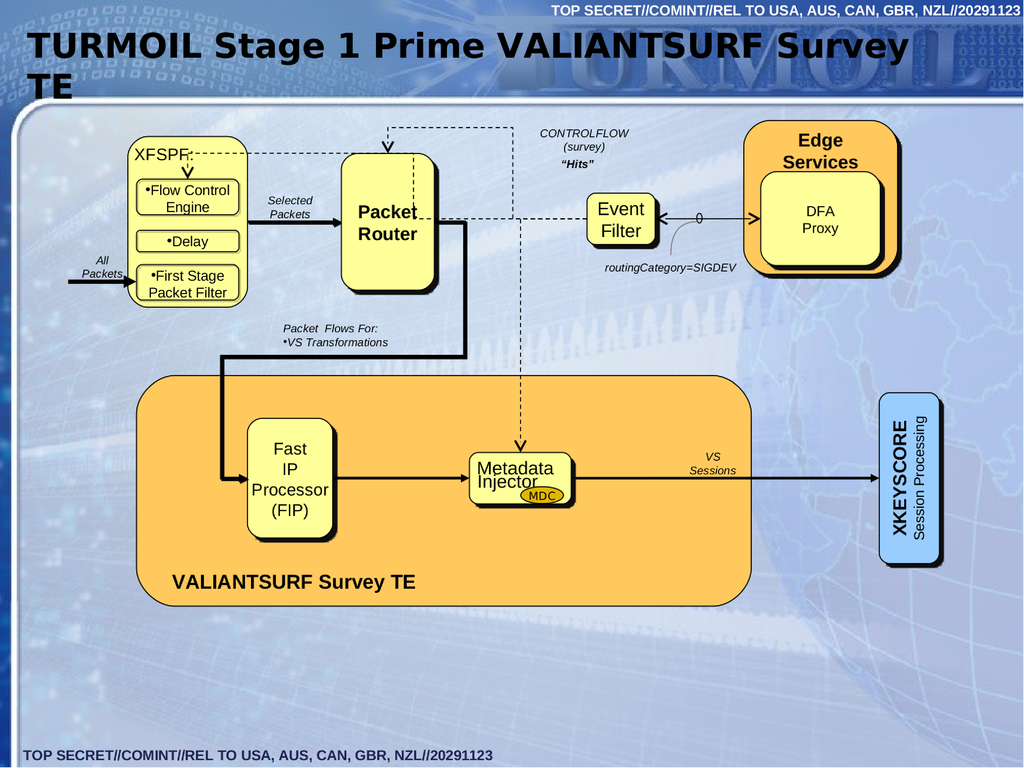 TOP SECRET//COMINT//REL TO USA, AUS, CAN, GBR, NZL//20291123
TURMOIL
TURMOIL Stage 1 Prime VALIANTSURF Survey
TE
XFSPF:
•Flow Control
Engine
•Delay
•First Stage
Packet Filter
All
Packets
Selected
Packets
Packet
Router
CONTROLFLOW
(survey)
“Hits”
Event
Filter
0
routingCategory=SIGDEV
Edge
Services
DFA
Proxy
Packet Flows For:
•VS Transformations
Fast
IP
Processor
(FIP)
Metadata
Injector
MDC
VS
Sessions
XKEYSCORE
Session Processing
VALIANTSURF Survey TE
TOP SECRET//COMINT//REL TO USA, AUS, CAN, GBR, NZL//20291123